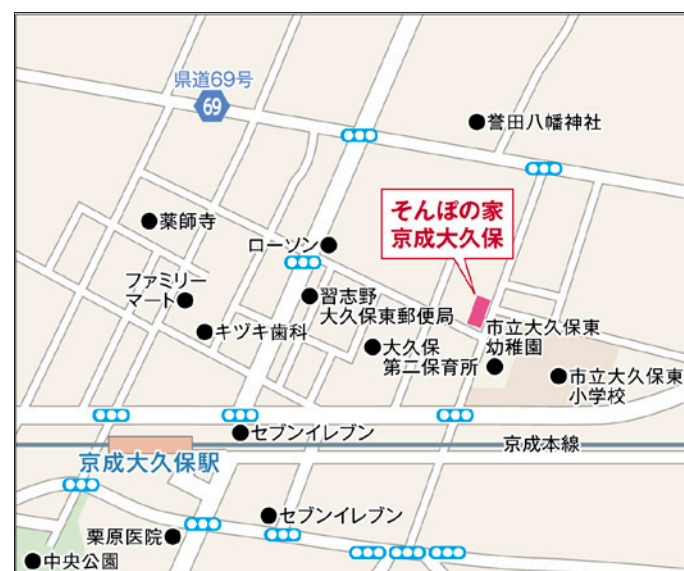 県道69号
69
誉田八幡神社
そんぽの家
京成大久保
薬師寺
ローソン
ファミリー
マート
習志野
大久保東郵便局
キヅキ歯科
大久保
第二保育所
市立大久保東
幼稚園
市立大久保東
小学校
セブンイレブン
京成本線
京成大久保駅
セブンイレブン
栗原医院
中央公園